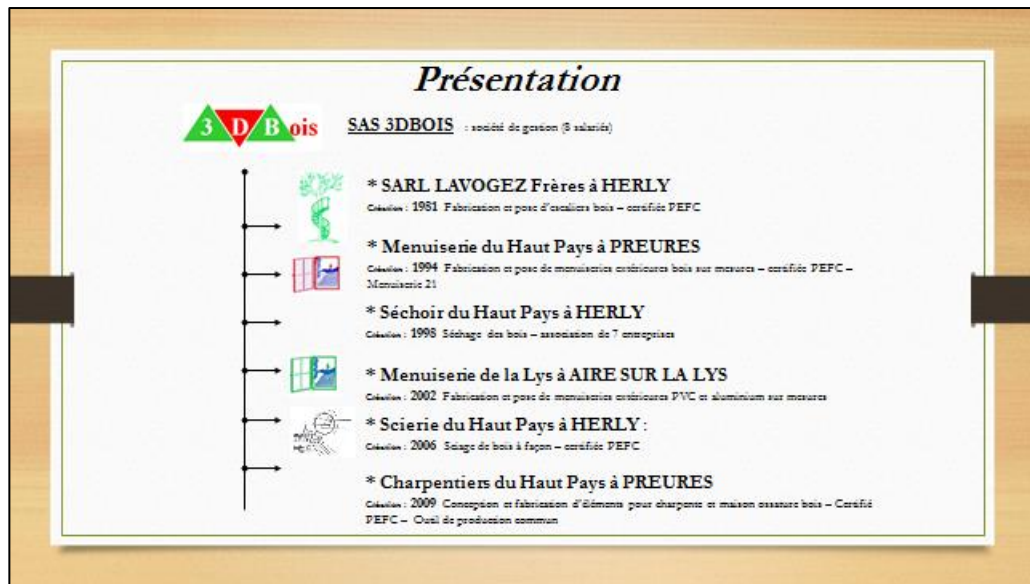 Présentation
3 D Bois
SAS 3DBOIS : société de gestion (8 salariés)
* SARL LAVOGEZ Frères à HERLY
Création : 1981 Fabrication et pose d'escaliers bois – certifiée PEFC
* Menuiserie du Haut Pays à PREURES
Création : 1994 Fabrication et pose de menuiseries extérieures bois sur mesures – certifiée PEFC –
Menuiserie 21
* Séchoir du Haut Pays à HERLY
Création : 1998 Séchage des bois – association de 7 entreprises
* Menuiserie de la Lys à AIRE SUR LA LYS
Création : 2002 Fabrication et pose de menuiseries extérieures PVC et aluminium sur mesures
* Scierie du Haut Pays à HERLY :
Création : 2006 Sciage de bois à façon – certifiée PEFC
* Charpentiers du Haut Pays à PREURES
Création : 2009 Conception et fabrication d'éléments pour charpente et maison ossature bois – Certifié
PEFC – Outil de production commun